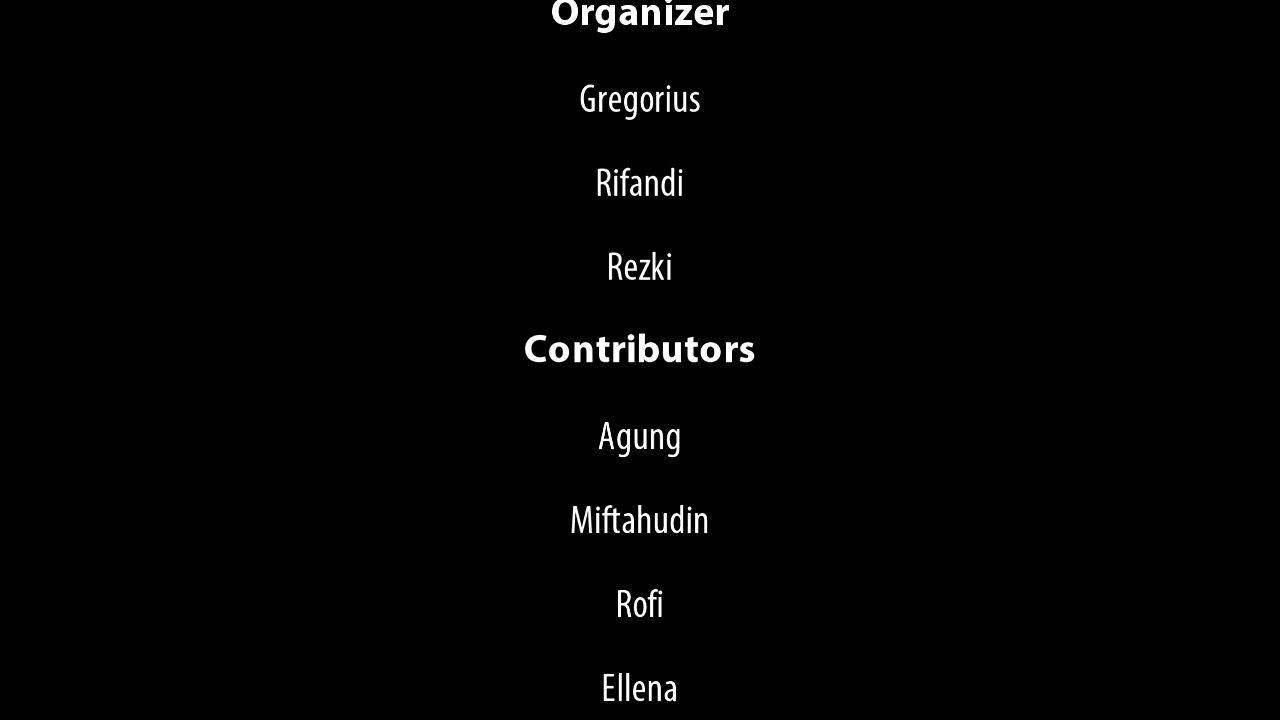 Organizer
Gregorius
Rifandi
Rezki
Contributors
Agung
Miftahudin
Rofi
Ellena